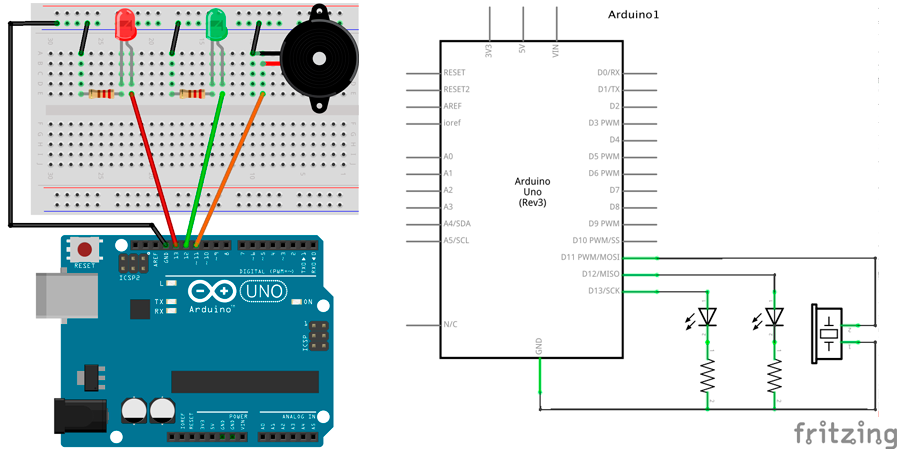 RESET
ICSP2
AREF
GND
13
12
~11
~10
~9
8
7
~6
~5
4
~3
2
TX▸1
RX◂0
DIGITAL (PWM~)
L
TX
RX
UNO
Arduino™
ON
ICSP
1
POWER
ANALOG IN
IOREF
RESET
3V3
5V
GND
GND
VIN
A0
A1
A2
A3
A4
A5
Arduino1
3V3
5V
VIN
RESET
RESET2
AREF
ioref
A0
A1
A2
A3
A4/SDA
A5/SCL
N/C
D0/RX
D1/TX
D2
D3 PWM
D4
D5 PWM
D6 PWM
D7
D8
D9 PWM
D10 PWM/SS
D11 PWM/MOSI
D12/MISO
D13/SCK
Arduino
Uno
(Rev3)
GND
fritzing